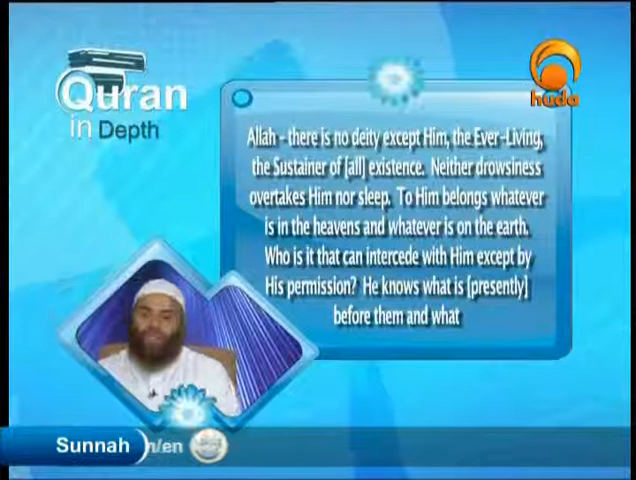 Quran
in Depth
huda
Allah - there is no deity except Him, the Ever-Living,
the Sustainer of [all] existence. Neither drowsiness
overtakes Him nor sleep. To Him belongs whatever
is in the heavens and whatever is on the earth.
Who is it that can intercede with Him except by
His permission? He knows what is [presently]
before them and what
Sunnah
/en